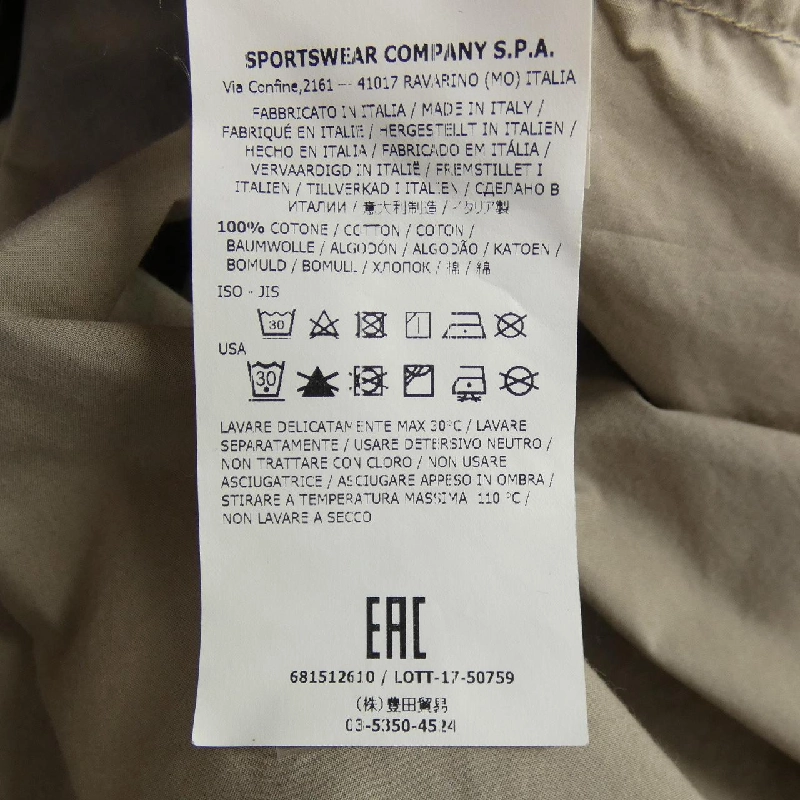 SPORTSWEAR COMPANY S.P.A.
Via Confine,2161 - 41017 RAVARINO (MO) ITALIA
FABBRICATO IN ITALIA / MADE IN ITALY /
FABRIQUÉ EN ITALIE / HERGESTELLT IN ITALIEN /
HECHO EN ITALIA / FABRICADO EM ITÁLIA /
VERVAARDIGD IN ITALIË / FREMSTILLET I
ITALIEN / TILLVERKAD I ITALIEN / СДЕЛАНО В
ИТАЛИИ / 意大利制造 / イタリア製
100% COTONE / COTTON / COTON /
BAUMWOLLE / ALGODÓN / ALGODÃO / KATOEN /
BOMULD / BOMULL / ХЛОПОК / 棉 / 綿
ISO - JIS
30
USA
30
LAVARE DELICATAMENTE MAX 30°C / LAVARE
SEPARATAMENTE / USARE DETERSIVO NEUTRO /
NON TRATTARE CON CLORO / NON USARE
ASCIUGATRICE / ASCIUGARE APPESO IN OMBRA /
STIRARE A TEMPERATURA MASSIMA 110 °C /
NON LAVARE A SECCO
EAC
681512610 / LOTT-17-50759
(株)豊田貿易
03-5350-4524